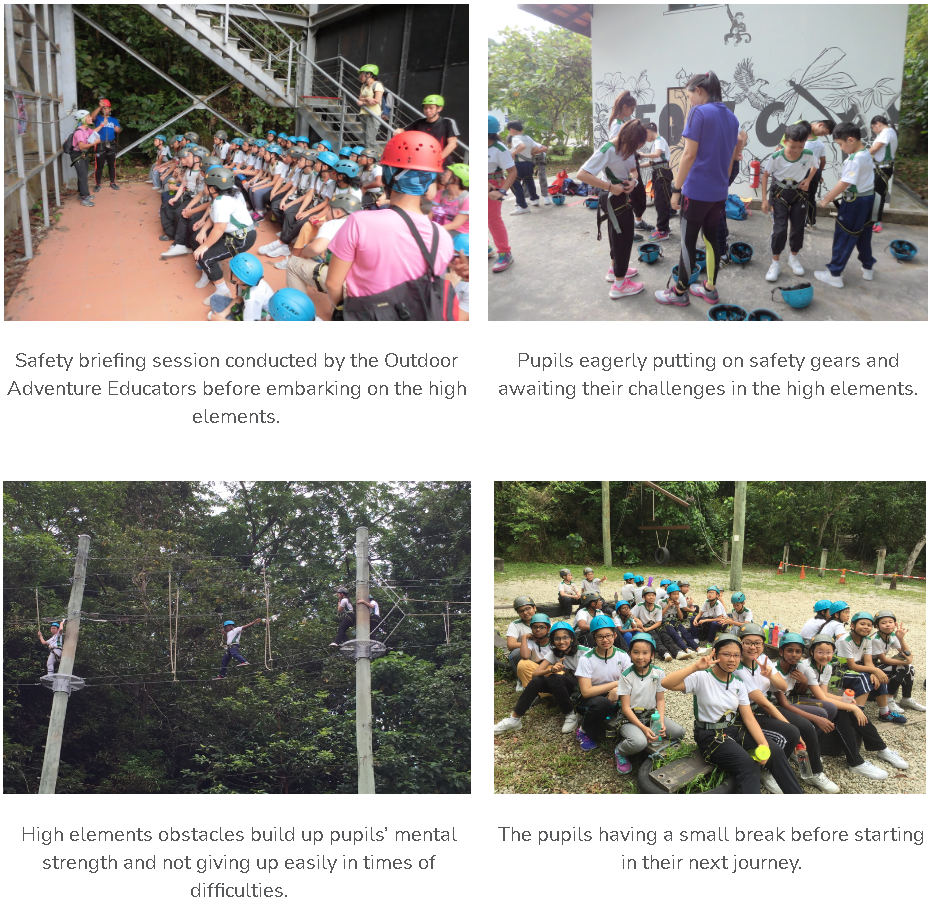 Safety briefing session conducted by the Outdoor
Adventure Educators before embarking on the high
elements.
Pupils eagerly putting on safety gears and
awaiting their challenges in the high elements.
High elements obstacles build up pupils’ mental
strength and not giving up easily in times of
difficulties.
The pupils having a small break before starting
in their next journey.